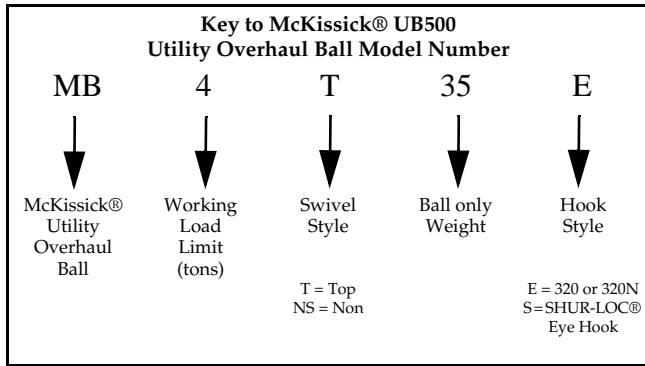 Key to McKissick® UB500
Utility Overhaul Ball Model Number
MB 4 T 35 E
McKissick® Utility Overhaul Ball
Working Load Limit (tons)
Swivel Style
Ball only Weight
Hook Style
T = Top
NS = Non
E = 320 or 320N
S=SHUR-LOC®
Eye Hook